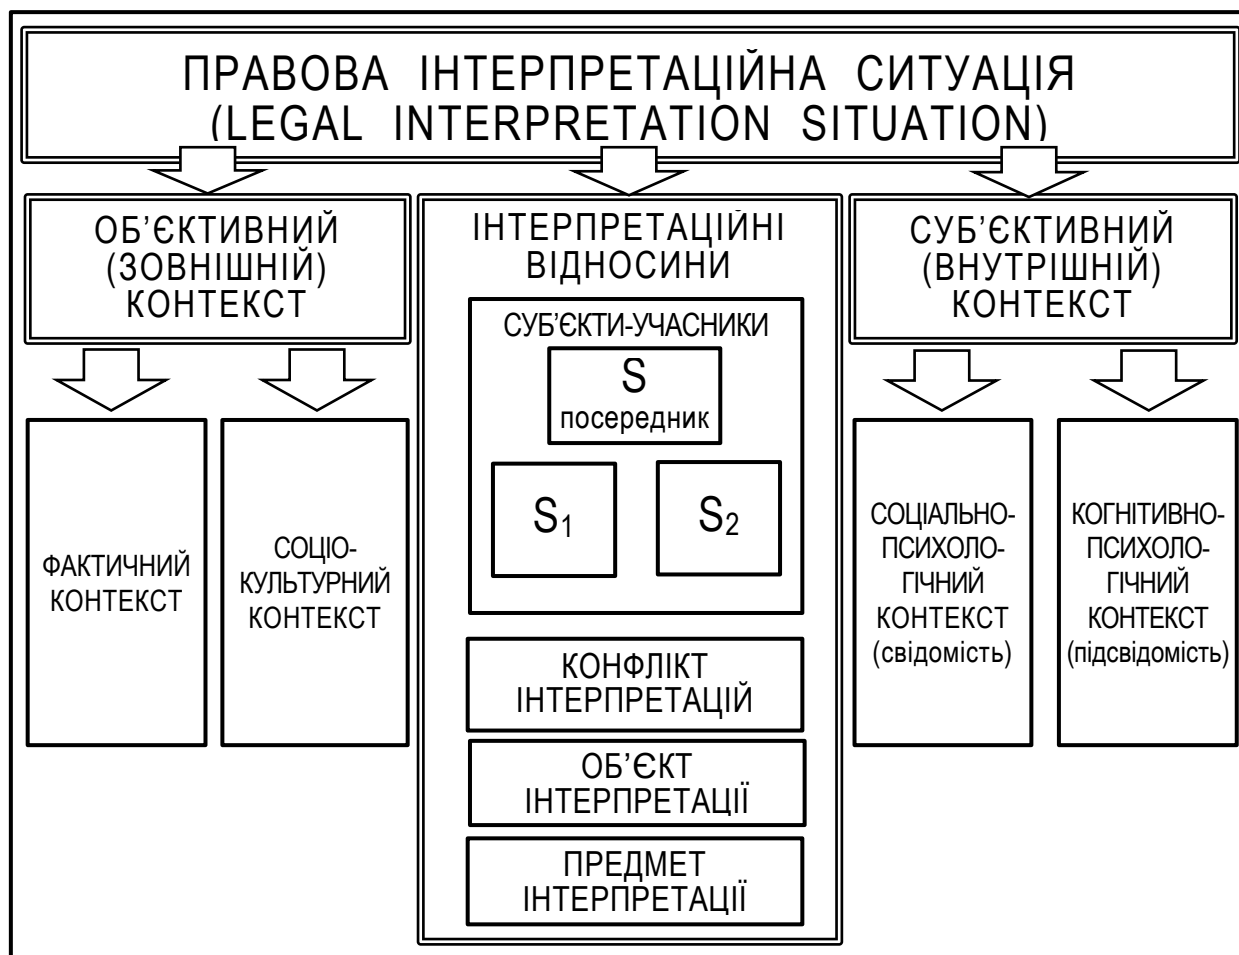 ПРАВОВА ІНТЕРПРЕТАЦІЙНА СИТУАЦІЯ
(LEGAL INTERPRETATION SITUATION)
ОБ’ЄКТИВНИЙ
(ЗОВНІШНІЙ)
КОНТЕКСТ
ФАКТИЧНИЙ
КОНТЕКСТ
СОЦІО-
КУЛЬТУРНИЙ
КОНТЕКСТ
ІНТЕРПРЕТАЦІЙНІ
ВІДНОСИНИ
СУБ’ЄКТИ-УЧАСНИКИ
S
посередник
S1
S2
КОНФЛІКТ
ІНТЕРПРЕТАЦІЙ
ОБ’ЄКТ
ІНТЕРПРЕТАЦІЇ
ПРЕДМЕТ
ІНТЕРПРЕТАЦІЇ
СУБ’ЄКТИВНИЙ
(ВНУТРІШНІЙ)
КОНТЕКСТ
СОЦІАЛЬНО-
ПСИХОЛО-
ГІЧНИЙ
КОНТЕКСТ
(свідомість)
КОГНІТИВНО-
ПСИХОЛО-
ГІЧНИЙ
КОНТЕКСТ
(підсвідомість)